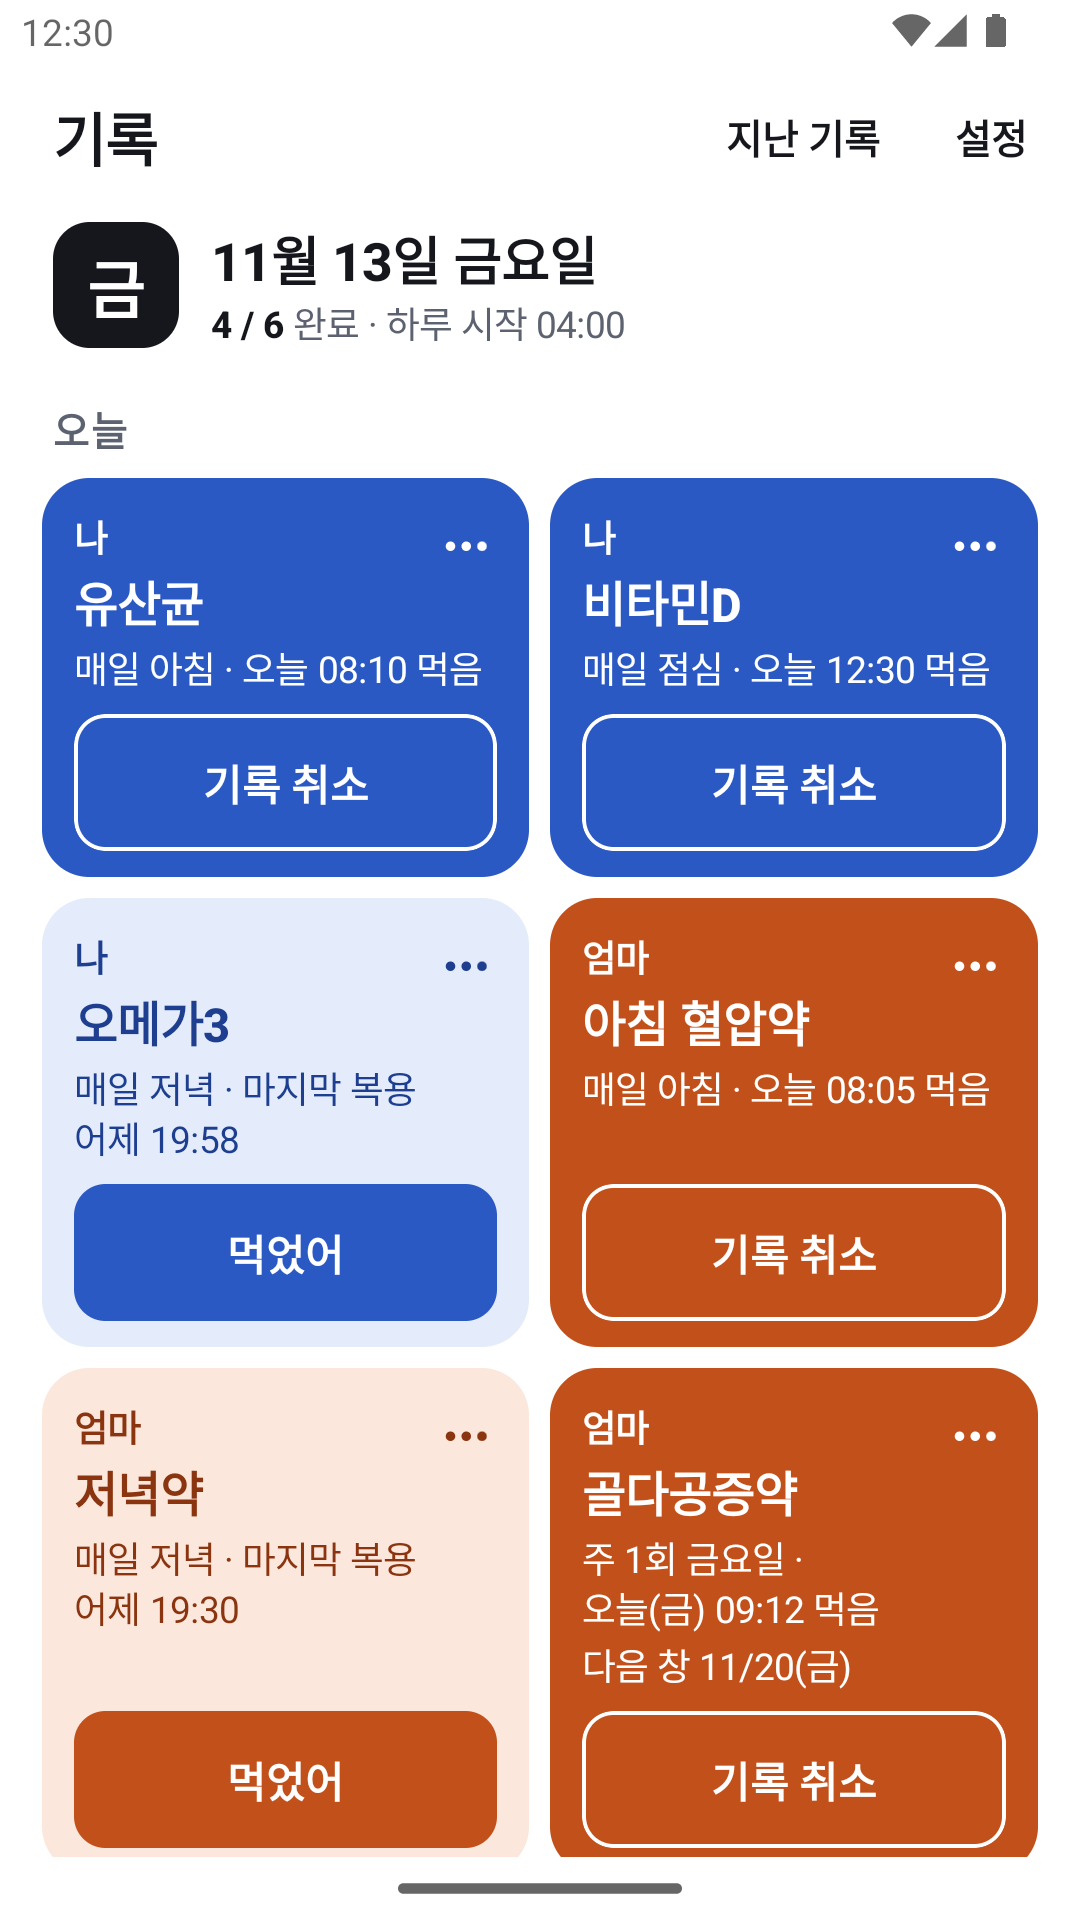 12:30
기록
지난 기록
설정
금
11월 13일 금요일
4 / 6 완료 · 하루 시작 04:00
오늘
나
유산균
매일 아침 · 오늘 08:10 먹음
기록 취소
나
비타민D
매일 점심 · 오늘 12:30 먹음
기록 취소
나
오메가3
매일 저녁 · 마지막 복용
어제 19:58
먹었어
엄마
아침 혈압약
매일 아침 · 오늘 08:05 먹음
기록 취소
엄마
저녁약
매일 저녁 · 마지막 복용
어제 19:30
먹었어
엄마
골다공증약
주 1회 금요일 ·
오늘(금) 09:12 먹음
다음 창 11/20(금)
기록 취소